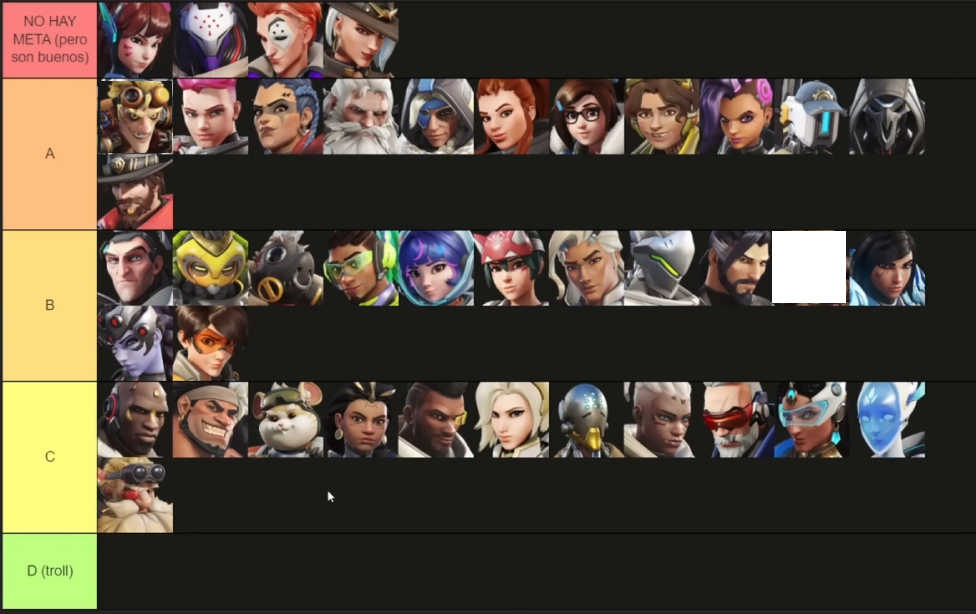 NO HAY
META (pero
son buenos)
A
B
C
D (troll)